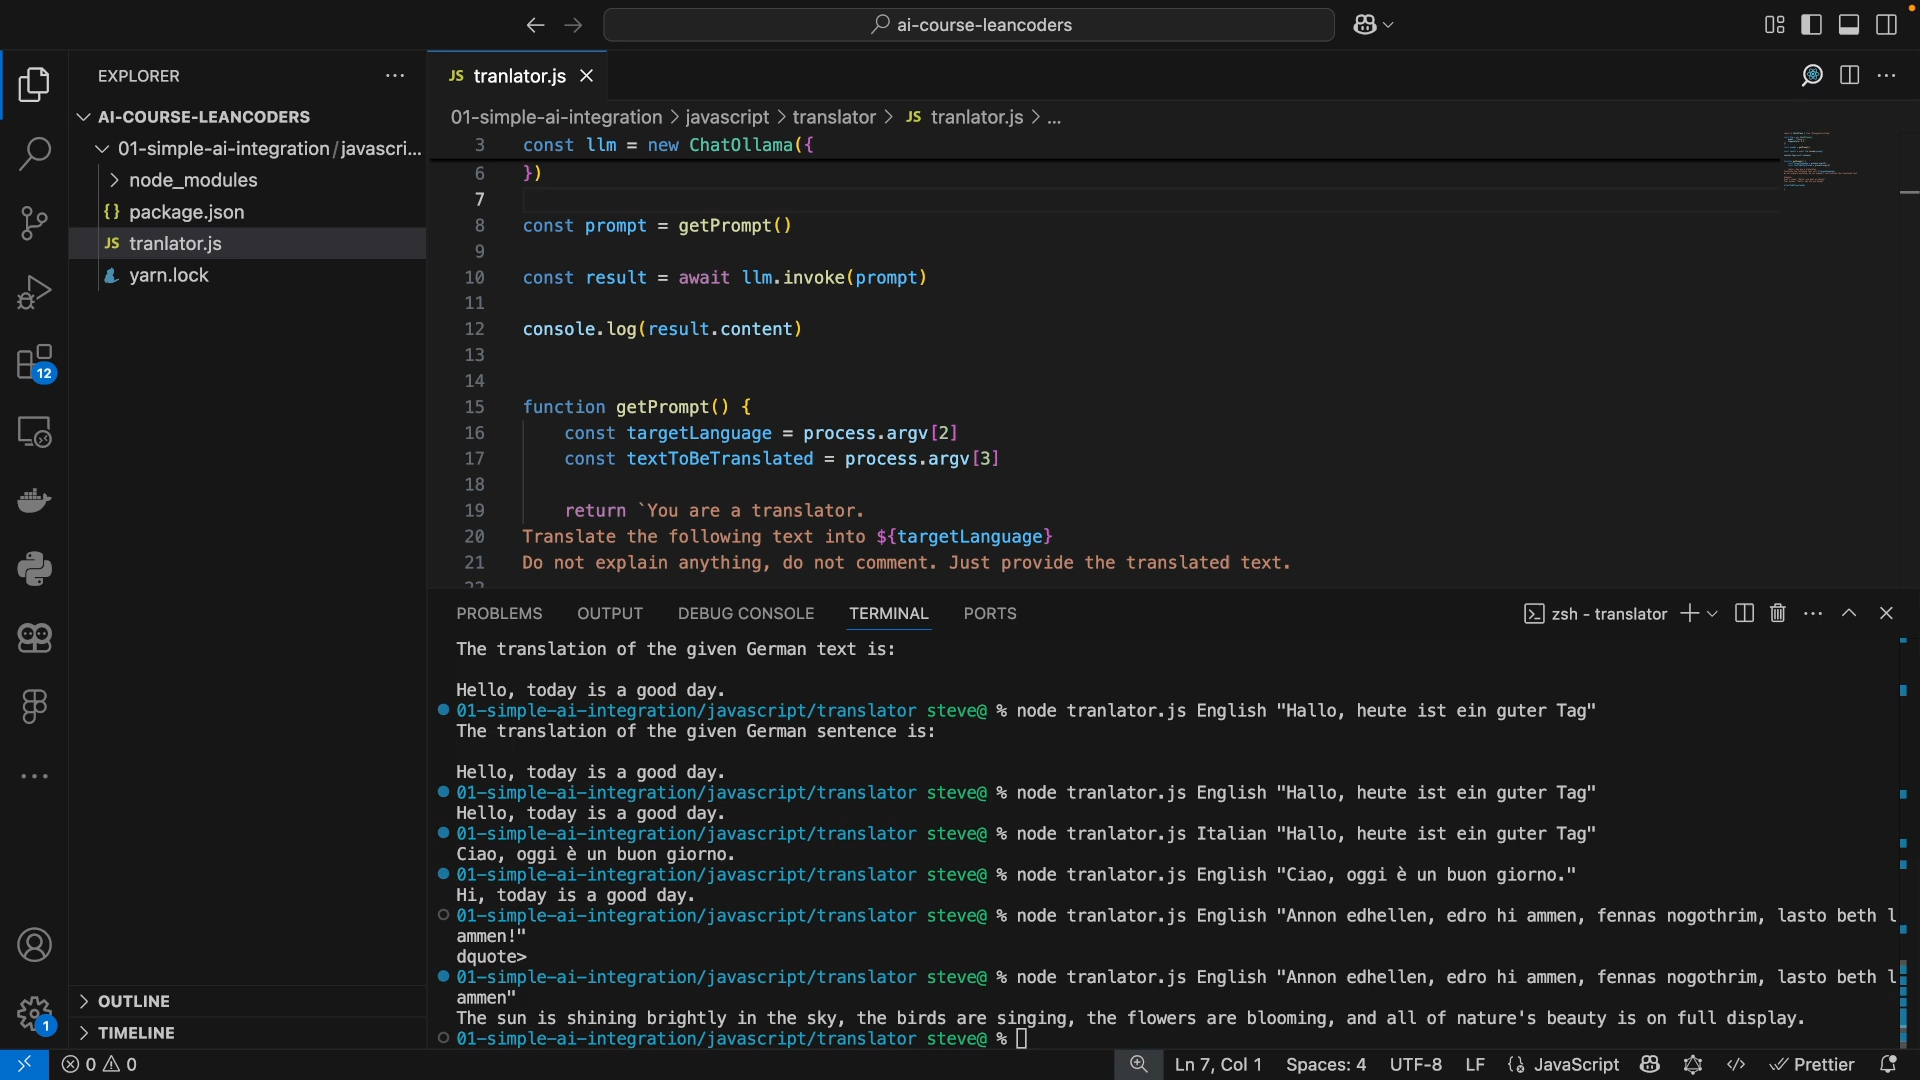 ai-course-leancoders
EXPLORER
AI-COURSE-LEANCODERS
01-simple-ai-integration/javascri...
node_modules
{} package.json
JS tranlator.js
yarn.lock
OUTLINE
TIMELINE
12
1
JS tranlator.js
01-simple-ai-integration > javascript > translator > JS tranlator.js > ...
3 const llm = new ChatOllama({
6 })
7
8 const prompt = getPrompt()
9
10 const result = await llm.invoke(prompt)
11
12 console.log(result.content)
13
14
15 function getPrompt() {
16 const targetLanguage = process.argv[2]
17 const textToBeTranslated = process.argv[3]
18
19 return `You are a translator.
20 Translate the following text into ${targetLanguage}
21 Do not explain anything, do not comment. Just provide the translated text.
PROBLEMS OUTPUT DEBUG CONSOLE TERMINAL PORTS zsh - translator
The translation of the given German text is:
Hello, today is a good day.
01-simple-ai-integration/javascript/translator steve@ % node tranlator.js English "Hallo, heute ist ein guter Tag"
The translation of the given German sentence is:
Hello, today is a good day.
01-simple-ai-integration/javascript/translator steve@ % node tranlator.js English "Hallo, heute ist ein guter Tag"
Hello, today is a good day.
01-simple-ai-integration/javascript/translator steve@ % node tranlator.js Italian "Hallo, heute ist ein guter Tag"
Ciao, oggi è un buon giorno.
01-simple-ai-integration/javascript/translator steve@ % node tranlator.js English "Ciao, oggi è un buon giorno."
Hi, today is a good day.
01-simple-ai-integration/javascript/translator steve@ % node tranlator.js English "Annon edhellen, edro hi ammen, fennas nogothrim, lasto beth l
ammen!"
dquote>
01-simple-ai-integration/javascript/translator steve@ % node tranlator.js English "Annon edhellen, edro hi ammen, fennas nogothrim, lasto beth l
ammen"
The sun is shining brightly in the sky, the birds are singing, the flowers are blooming, and all of nature's beauty is on full display.
01-simple-ai-integration/javascript/translator steve@ %
0 0 Ln 7, Col 1 Spaces: 4 UTF-8 LF {} JavaScript Prettier